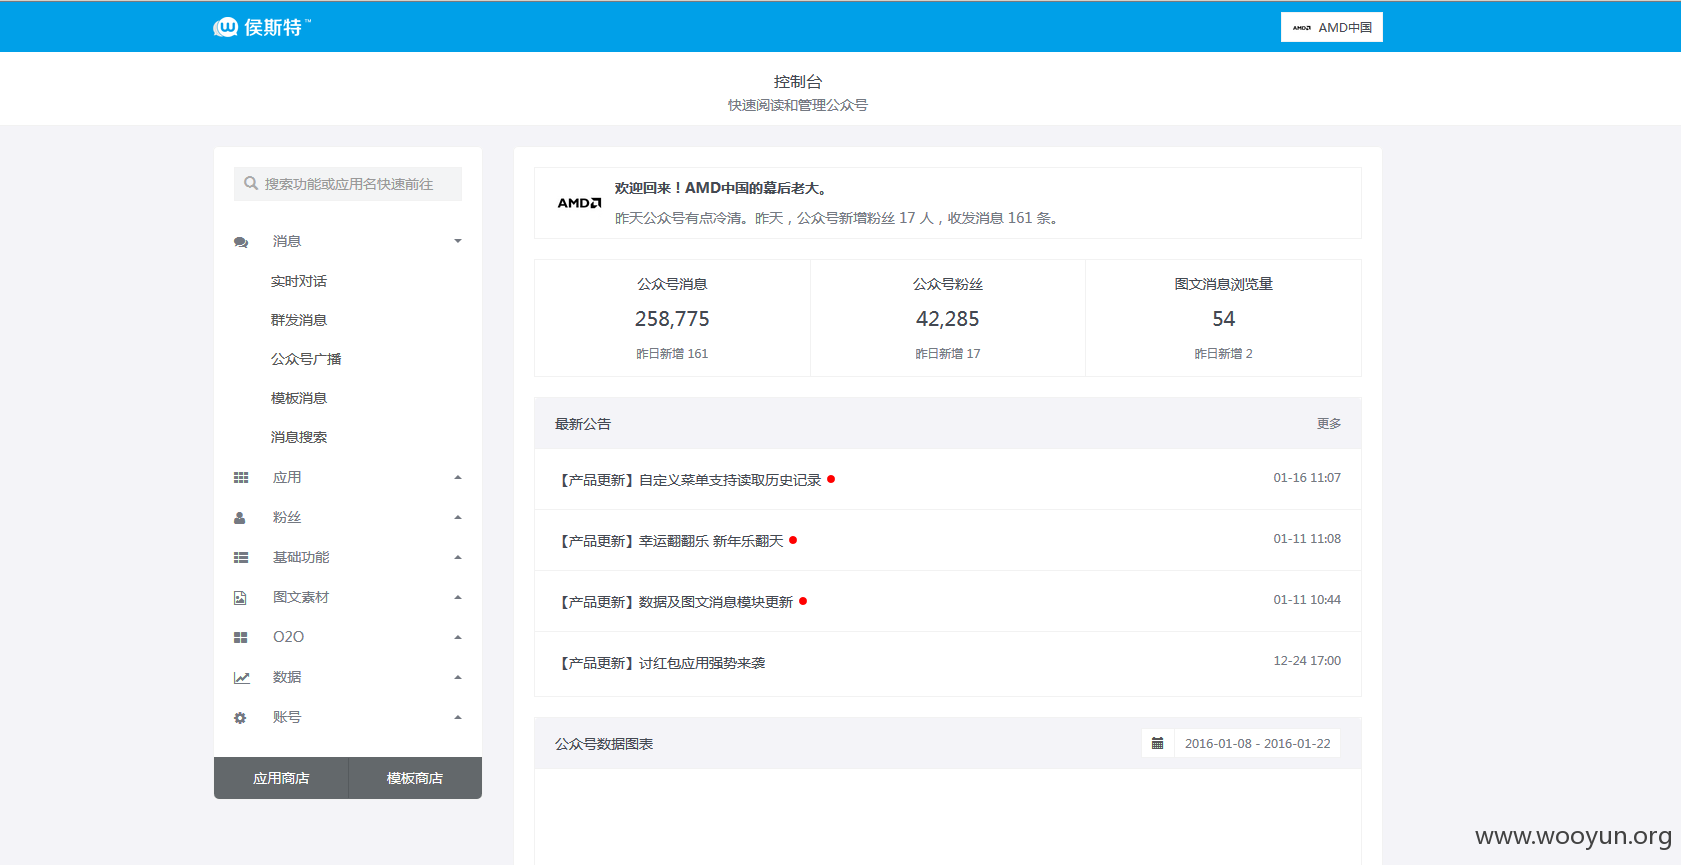 侯斯特™
AMD AMD中国
控制台
快速阅读和管理公众号
搜索功能或应用名快速前往
消息
实时对话
群发消息
公众号广播
模板消息
消息搜索
应用
粉丝
基础功能
图文素材
O2O
数据
账号
应用商店
模板商店
AMD
欢迎回来！AMD中国的幕后老大。
昨天公众号有点冷清。昨天，公众号新增粉丝 17 人，收发消息 161 条。
公众号消息
258,775
昨日新增 161
公众号粉丝
42,285
昨日新增 17
图文消息浏览量
54
昨日新增 2
最新公告
更多
【产品更新】自定义菜单支持读取历史记录
01-16 11:07
【产品更新】幸运翻翻乐 新年乐翻天
01-11 11:08
【产品更新】数据及图文消息模块更新
01-11 10:44
【产品更新】讨红包应用强势来袭
12-24 17:00
公众号数据图表
2016-01-08 - 2016-01-22
www.wooyun.org